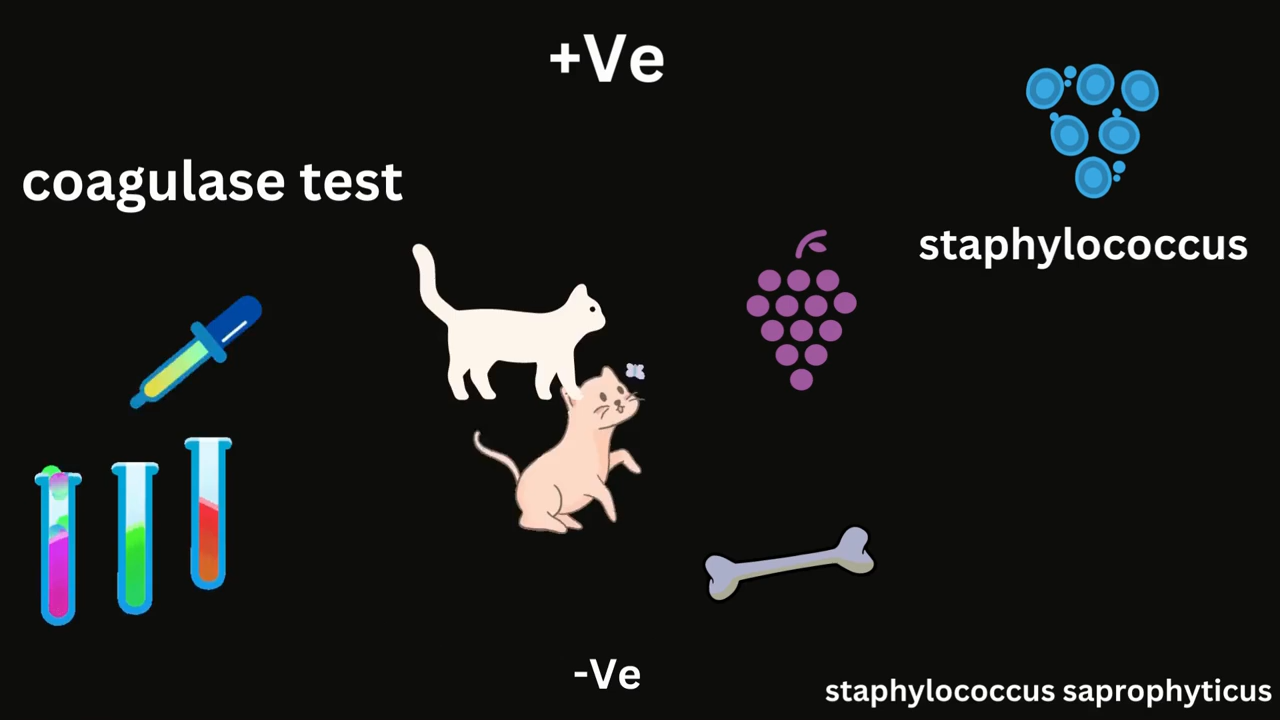 +Ve
coagulase test
staphylococcus
-Ve
staphylococcus saprophyticus